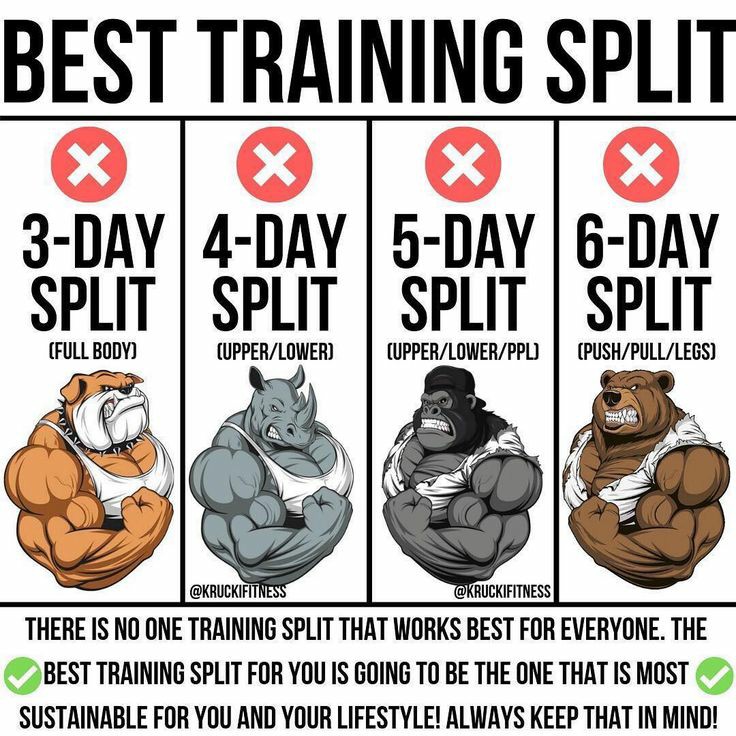 BEST TRAINING SPLIT
3-DAY
SPLIT
(FULL BODY)
4-DAY
SPLIT
(UPPER/LOWER)
5-DAY
SPLIT
(UPPER/LOWER/PPL)
6-DAY
SPLIT
(PUSH/PULL/LEGS)
@KRUCKIFITNESS
@KRUCKIFITNESS
THERE IS NO ONE TRAINING SPLIT THAT WORKS BEST FOR EVERYONE. THE
BEST TRAINING SPLIT FOR YOU IS GOING TO BE THE ONE THAT IS MOST
SUSTAINABLE FOR YOU AND YOUR LIFESTYLE! ALWAYS KEEP THAT IN MIND!